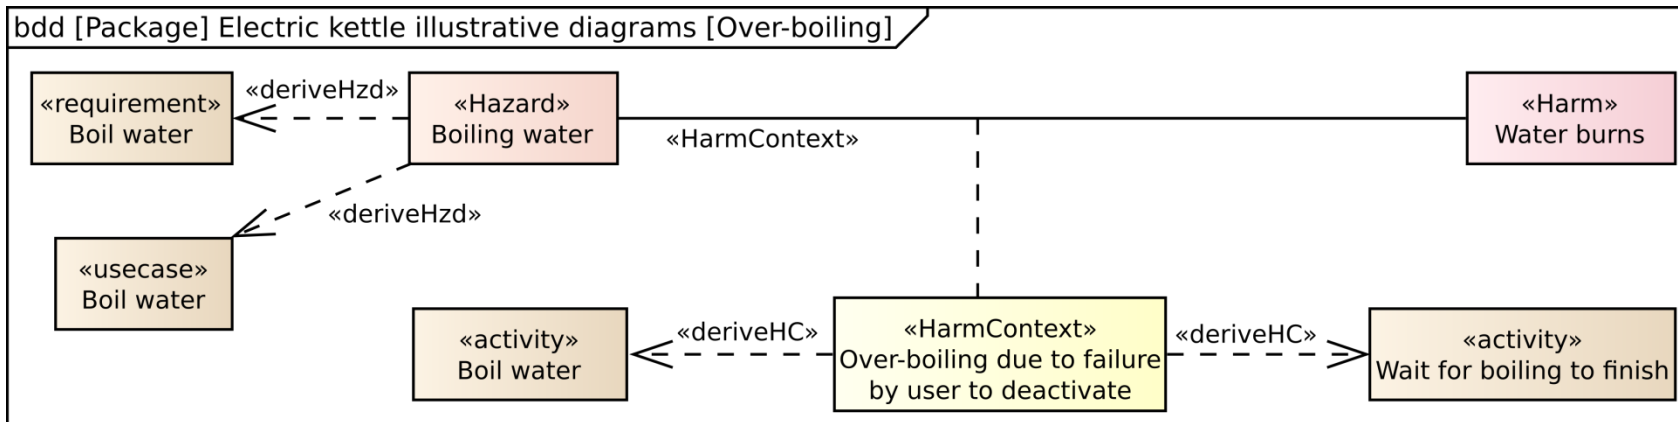 bdd [Package] Electric kettle illustrative diagrams [Over-boiling]
«requirement»
Boil water
«deriveHzd»
«Hazard»
Boiling water
«HarmContext»
«Harm»
Water burns
«deriveHzd»
«usecase»
Boil water
«activity»
Boil water
«deriveHC»
«HarmContext»
Over-boiling due to failure
by user to deactivate
«deriveHC»
«activity»
Wait for boiling to finish